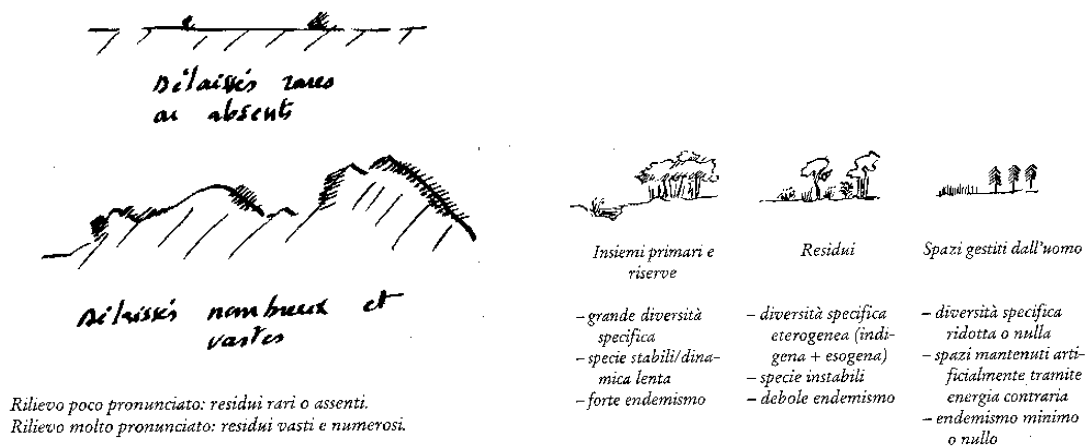 Délaissés rares
ou absents
Délaissés nombreux et
vastes
Rilievo poco pronunciato: residui rari o assenti.
Rilievo molto pronunciato: residui vasti e numerosi.
Insiemi primari e
riserve
– grande diversità
specifica
– specie stabili/dina-
mica lenta
– forte endemismo
Residui
– diversità specifica
eterogenea (indi-
gena + esogena)
– specie instabili
– debole endemismo
Spazi gestiti dall'uomo
– diversità specifica
ridotta o nulla
– spazi mantenuti arti-
ficialmente tramite
energia contraria
– endemismo minimo
o nullo